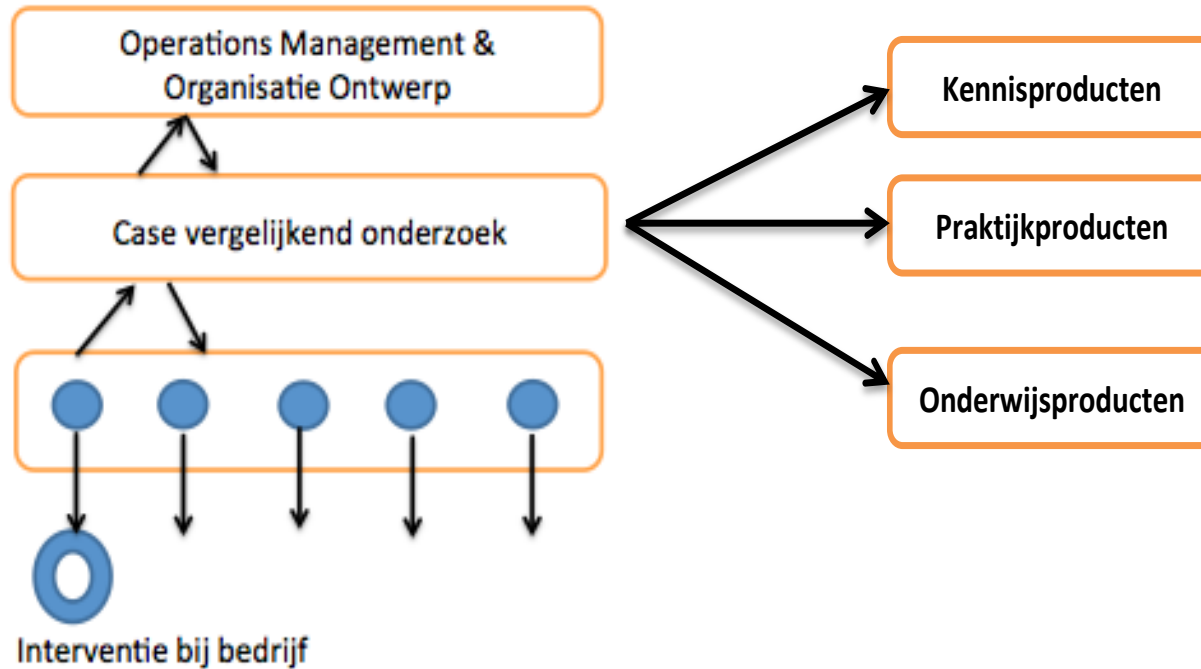 Operations Management &
Organisatie Ontwerp
Case vergelijkend onderzoek
Interventie bij bedrijf
Kennisproducten
Praktijkproducten
Onderwijsproducten